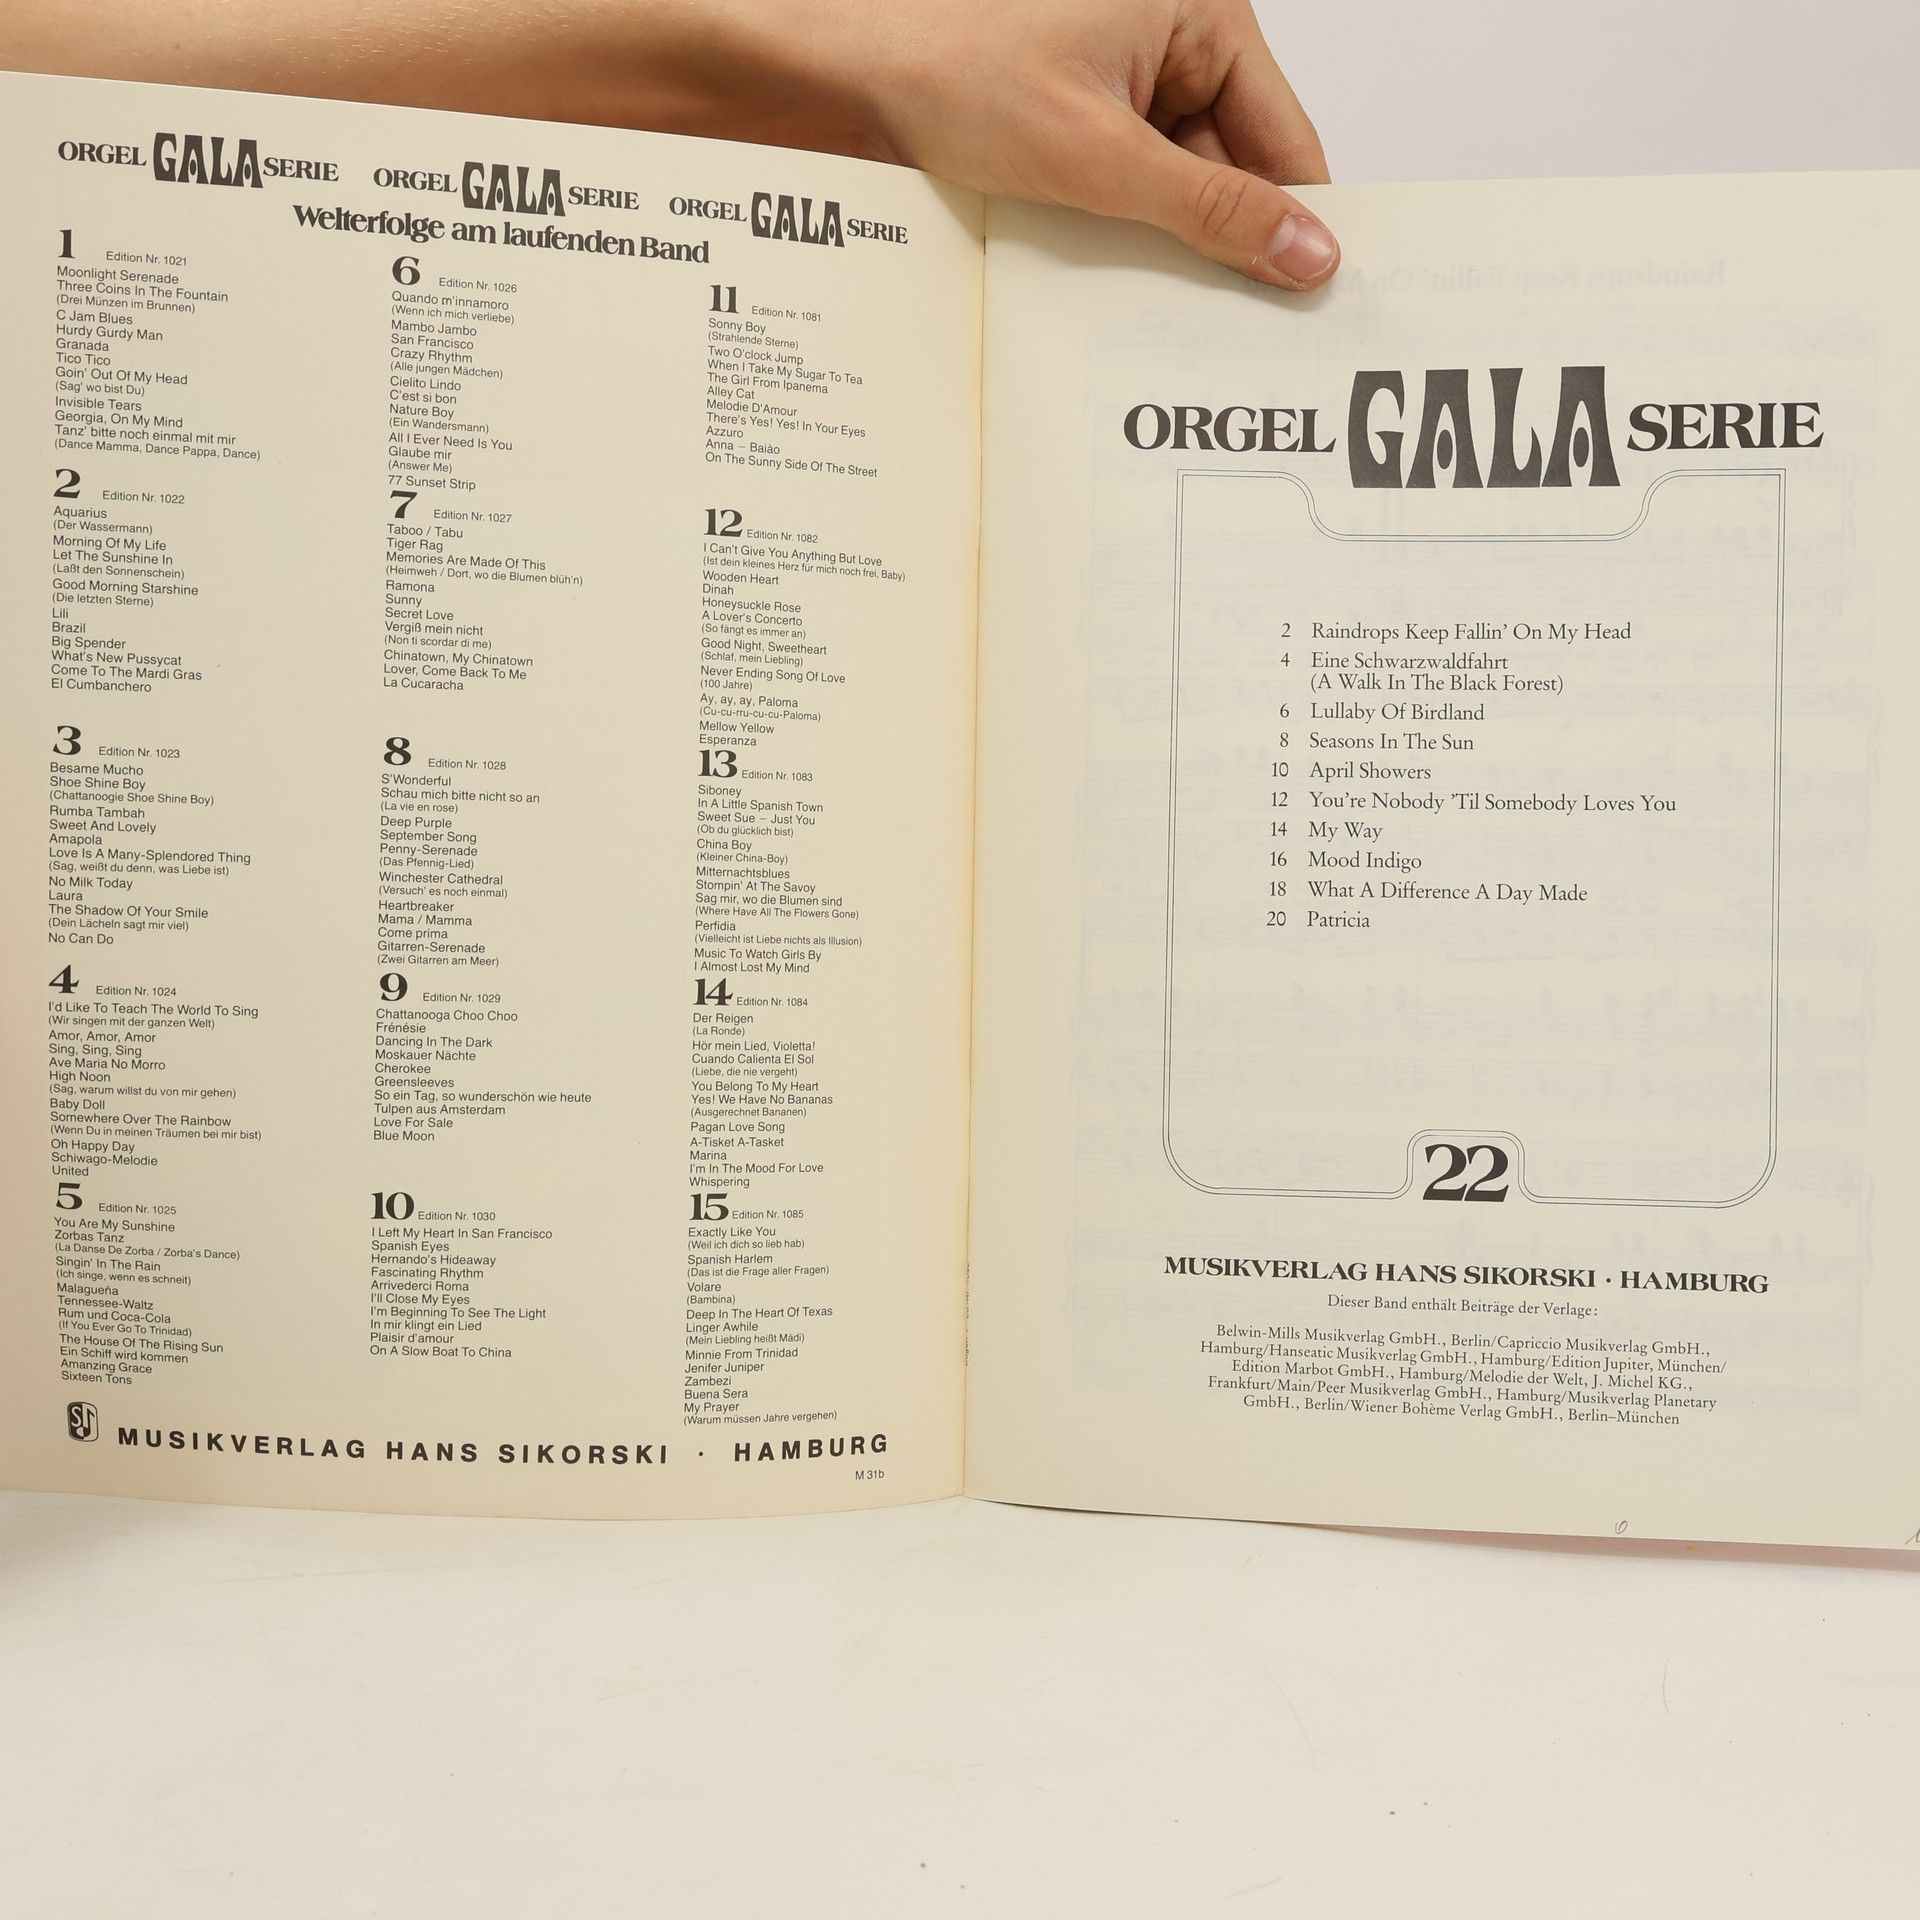 ORGEL GALA SERIE ORGEL GALA SERIE ORGEL GALA SERIE
Welterfolge am laufenden Band
1 Edition Nr. 1021
Moonlight Serenade
Three Coins In The Fountain
(Drei Münzen im Brunnen)
C Jam Blues
Hurdy Gurdy Man
Granada
Tico Tico
Goin' Out Of My Head
(Sag' wo bist Du)
Invisible Tears
Georgia, On My Mind
Tanz' bitte noch einmal mit mir
(Dance Mamma, Dance Pappa, Dance)
2 Edition Nr. 1022
Aquarius
(Der Wassermann)
Morning Of My Life
Let The Sunshine In
(Laßt den Sonnenschein)
Good Morning Starshine
(Die letzten Sterne)
Lili
Brazil
Big Spender
What's New Pussycat
Come To The Mardi Gras
El Cumbanchero
3 Edition Nr. 1023
Besame Mucho
Shoe Shine Boy
(Chattanoogie Shoe Shine Boy)
Rumba Tambah
Sweet And Lovely
Amapola
Love Is A Many-Splendored Thing
(Sag, weißt du denn, was Liebe ist)
No Milk Today
Laura
The Shadow Of Your Smile
(Dein Lächeln sagt mir viel)
No Can Do
4 Edition Nr. 1024
I'd Like To Teach The World To Sing
(Wir singen mit der ganzen Welt)
Amor, Amor, Amor
Sing, Sing, Sing
Ave Maria No Morro
High Noon
(Sag, warum willst du von mir gehen)
Baby Doll
Somewhere Over The Rainbow
(Wenn Du in meinen Träumen bei mir bist)
Oh Happy Day
Schiwago-Melodie
United
5 Edition Nr. 1025
You Are My Sunshine
Zorbas Tanz
(La Danse De Zorba / Zorba's Dance)
Singin' In The Rain
(Ich singe, wenn es schneit)
Malagueña
Tennessee-Waltz
Rum und Coca-Cola
(If You Ever Go To Trinidad)
The House Of The Rising Sun
Ein Schiff wird kommen
Amanzing Grace
Sixteen Tons
6 Edition Nr. 1026
Quando m'innamoro
(Wenn ich mich verliebe)
Mambo Jambo
San Francisco
Crazy Rhythm
(Alle jungen Mädchen)
Cielito Lindo
C'est si bon
Nature Boy
(Ein Wandersmann)
All I Ever Need Is You
Glaube mir
(Answer Me)
77 Sunset Strip
7 Edition Nr. 1027
Taboo / Tabu
Tiger Rag
Memories Are Made Of This
(Heimweh / Dort, wo die Blumen blüh'n)
Ramona
Sunny
Secret Love
Vergiß mein nicht
(Non ti scordar di me)
Chinatown, My Chinatown
Lover, Come Back To Me
La Cucaracha
8 Edition Nr. 1028
S'Wonderful
Schau mich bitte nicht so an
(La vie en rose)
Deep Purple
September Song
Penny-Serenade
(Das Pfennig-Lied)
Winchester Cathedral
(Versuch' es noch einmal)
Heartbreaker
Mama / Mamma
Come prima
Gitarren-Serenade
(Zwei Gitarren am Meer)
9 Edition Nr. 1029
Chattanooga Choo Choo
Frénésie
Dancing In The Dark
Moskauer Nächte
Cherokee
Greensleeves
So ein Tag, so wunderschön wie heute
Tulpen aus Amsterdam
Love For Sale
Blue Moon
10 Edition Nr. 1030
I Left My Heart In San Francisco
Spanish Eyes
Hernando's Hideaway
Fascinating Rhythm
Arrivederci Roma
I'll Close My Eyes
I'm Beginning To See The Light
In mir klingt ein Lied
Plaisir d'amour
On A Slow Boat To China
11 Edition Nr. 1081
Sonny Boy
(Strahlende Sterne)
Two O'clock Jump
When I Take My Sugar To Tea
The Girl From Ipanema
Alley Cat
Melodie D'Amour
There's Yes! Yes! In Your Eyes
Azzuro
Anna – Baiào
On The Sunny Side Of The Street
12 Edition Nr. 1082
I Can't Give You Anything But Love
(Ist dein kleines Herz für mich noch frei, Baby)
Wooden Heart
Dinah
Honeysuckle Rose
A Lover's Concerto
(So fängt es immer an)
Good Night, Sweetheart
(Schlaf, mein Liebling)
Never Ending Song Of Love
(100 Jahre)
Ay, ay, ay, Paloma
(Cu-cu-rru-cu-cu-Paloma)
Mellow Yellow
Esperanza
13 Edition Nr. 1083
Siboney
In A Little Spanish Town
Sweet Sue – Just You
(Ob du glücklich bist)
China Boy
(Kleiner China-Boy)
Mitternachtsblues
Stompin' At The Savoy
Sag mir, wo die Blumen sind
(Where Have All The Flowers Gone)
Perfidia
(Vielleicht ist Liebe nichts als Illusion)
Music To Watch Girls By
I Almost Lost My Mind
14 Edition Nr. 1084
Der Reigen
(La Ronde)
Hör mein Lied, Violetta!
Cuando Calienta El Sol
(Liebe, die nie vergeht)
You Belong To My Heart
Yes! We Have No Bananas
(Ausgerechnet Bananen)
Pagan Love Song
A-Tisket A-Tasket
Marina
I'm In The Mood For Love
Whispering
15 Edition Nr. 1085
Exactly Like You
(Weil ich dich so lieb hab)
Spanish Harlem
(Das ist die Frage aller Fragen)
Volare
(Bambina)
Deep In The Heart Of Texas
Linger Awhile
(Mein Liebling heißt Mädi)
Minnie From Trinidad
Jenifer Juniper
Zambezi
Buena Sera
My Prayer
(Warum müssen Jahre vergehen)
MUSIKVERLAG HANS SIKORSKI · HAMBURG
M 31b
ORGEL GALA SERIE
2 Raindrops Keep Fallin' On My Head
4 Eine Schwarzwaldfahrt
(A Walk In The Black Forest)
6 Lullaby Of Birdland
8 Seasons In The Sun
10 April Showers
12 You're Nobody 'Til Somebody Loves You
14 My Way
16 Mood Indigo
18 What A Difference A Day Made
20 Patricia
22
MUSIKVERLAG HANS SIKORSKI · HAMBURG
Dieser Band enthält Beiträge der Verlage:
Belwin-Mills Musikverlag GmbH., Berlin/Capriccio Musikverlag GmbH.,
Hamburg/Hanseatic Musikverlag GmbH., Hamburg/Edition Jupiter, München/
Edition Marbot GmbH., Hamburg/Melodie der Welt, J. Michel KG.,
Frankfurt/Main/Peer Musikverlag GmbH., Hamburg/Musikverlag Planetary
GmbH., Berlin/Wiener Bohème Verlag GmbH., Berlin–München